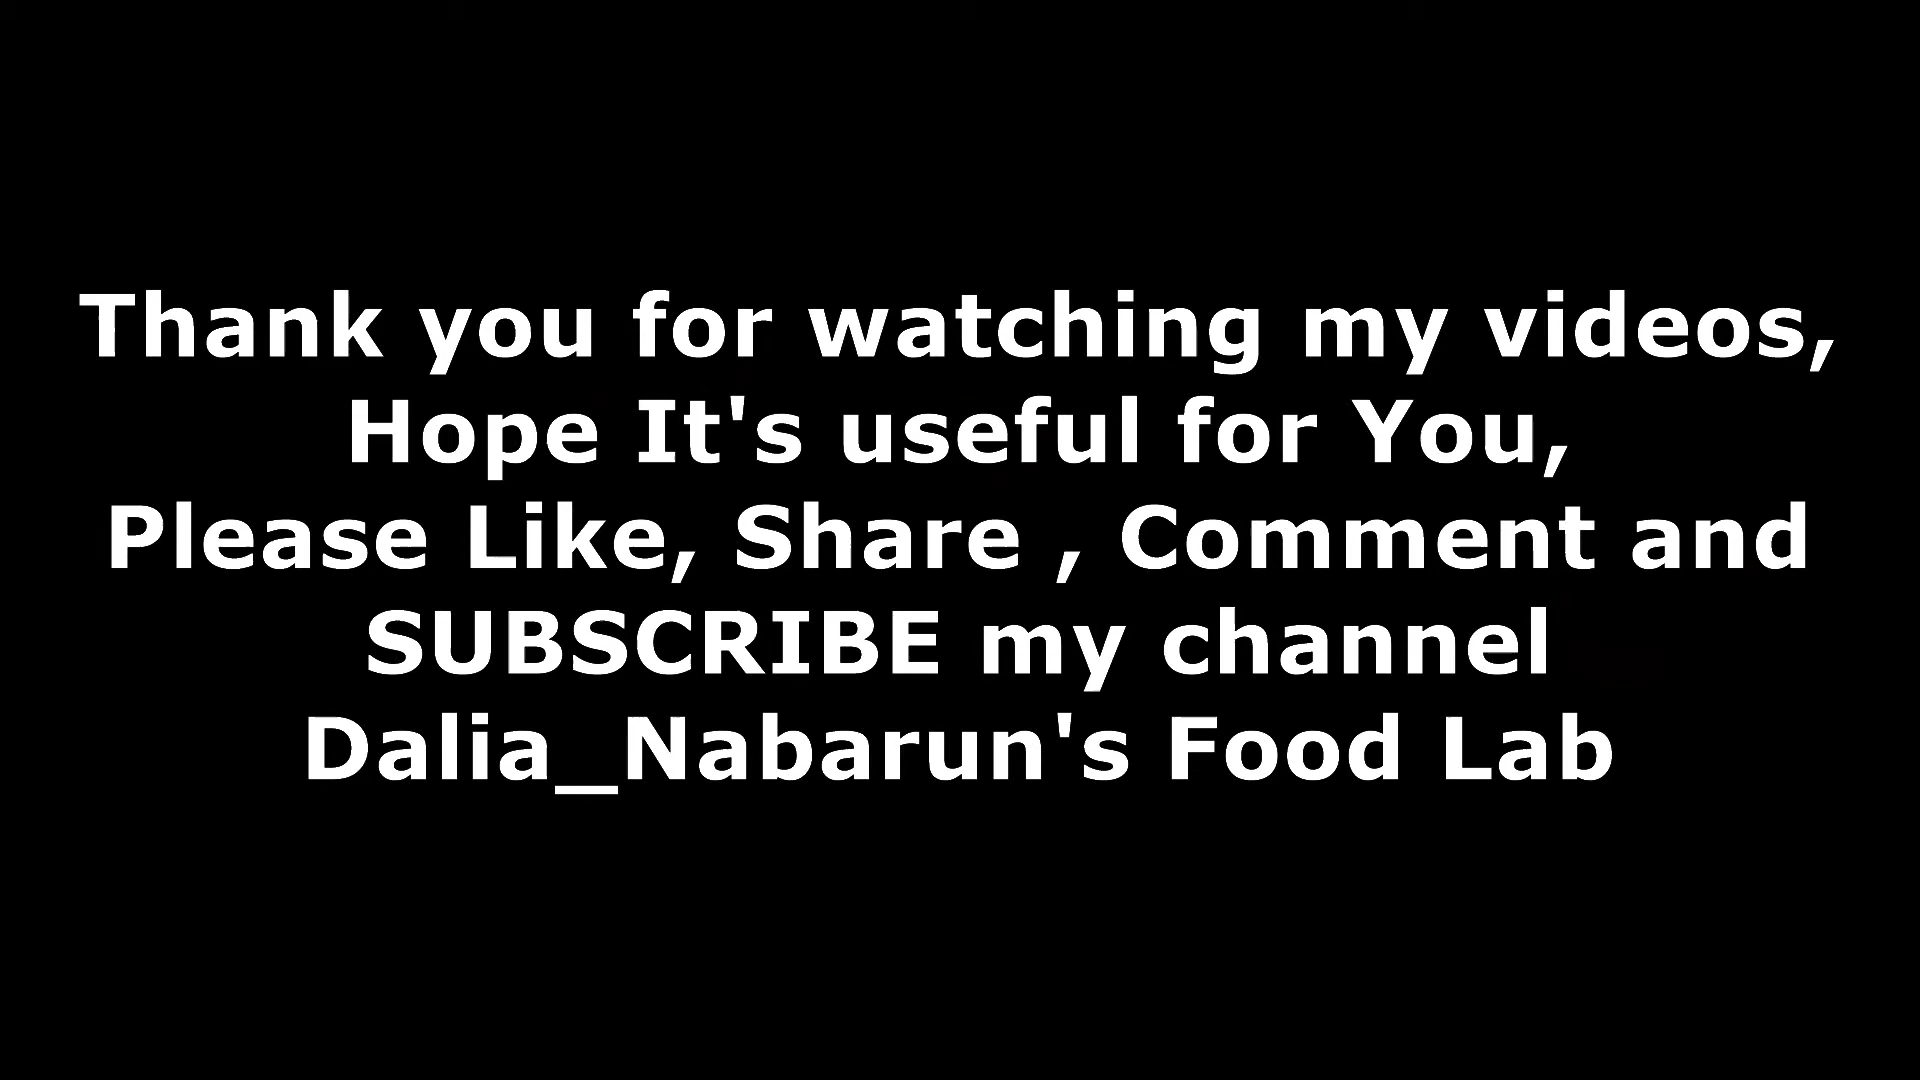 Thank you for watching my videos,
Hope It's useful for You,
Please Like, Share , Comment and
SUBSCRIBE my channel
Dalia_Nabarun's Food Lab